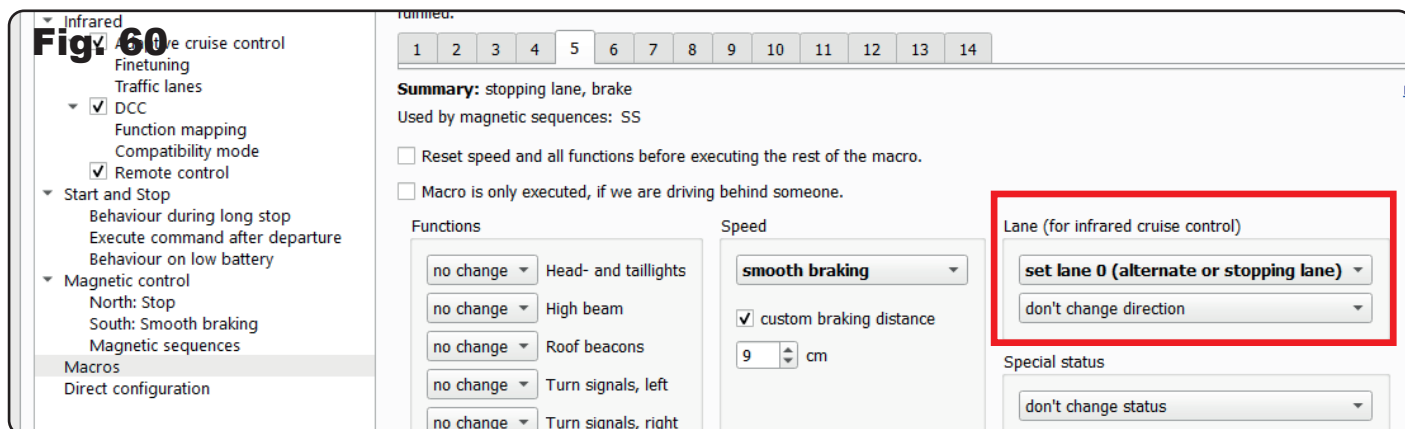 Fig. 60
Infrared
Adaptive cruise control
Finetuning
Traffic lanes
DCC
Function mapping
Compatibility mode
Remote control
Start and Stop
Behaviour during long stop
Execute command after departure
Behaviour on low battery
Magnetic control
North: Stop
South: Smooth braking
Magnetic sequences
Macros
Direct configuration
fulfilled.
1 2 3 4 5 6 7 8 9 10 11 12 13 14
Summary: stopping lane, brake
Used by magnetic sequences: SS
Reset speed and all functions before executing the rest of the macro.
Macro is only executed, if we are driving behind someone.
Functions
no change Head- and taillights
no change High beam
no change Roof beacons
no change Turn signals, left
no change Turn signals, right
Speed
smooth braking
custom braking distance
9 cm
Lane (for infrared cruise control)
set lane 0 (alternate or stopping lane)
don't change direction
Special status
don't change status